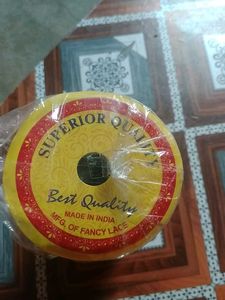 SUPERIOR QUALITY
Best Quality
MADE IN INDIA
MFG. OF FANCY LACE